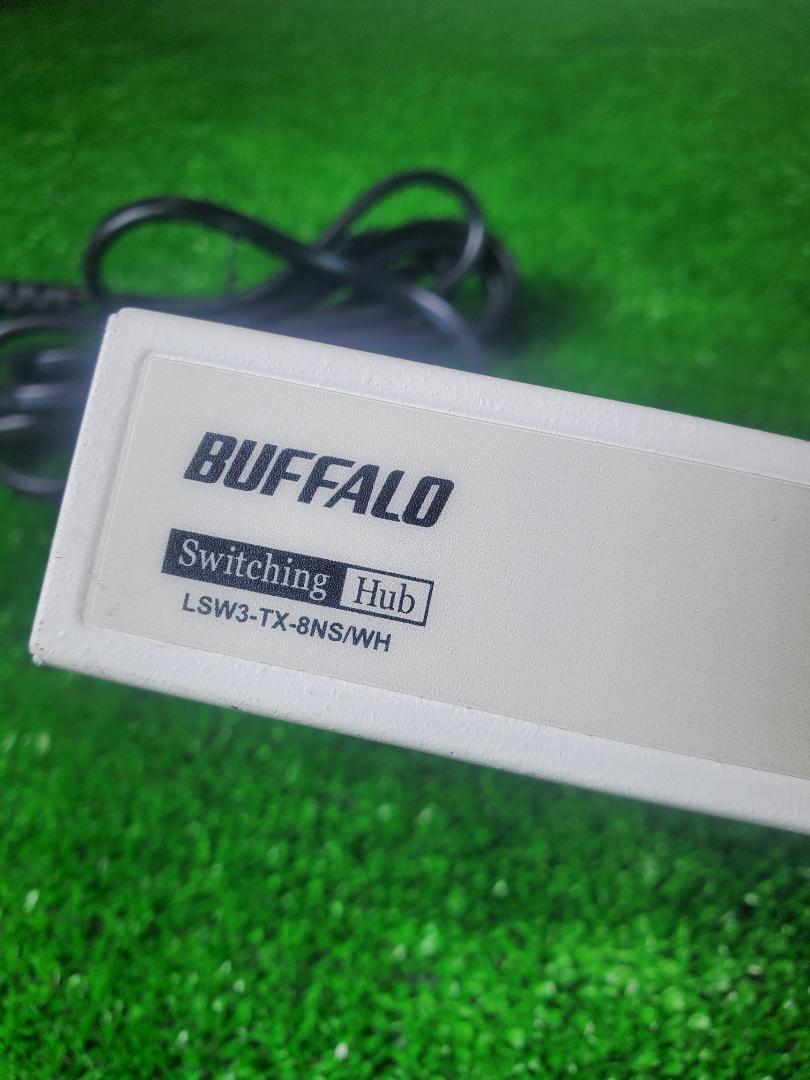 BUFFALO
Switching Hub
LSW3-TX-8NS/WH